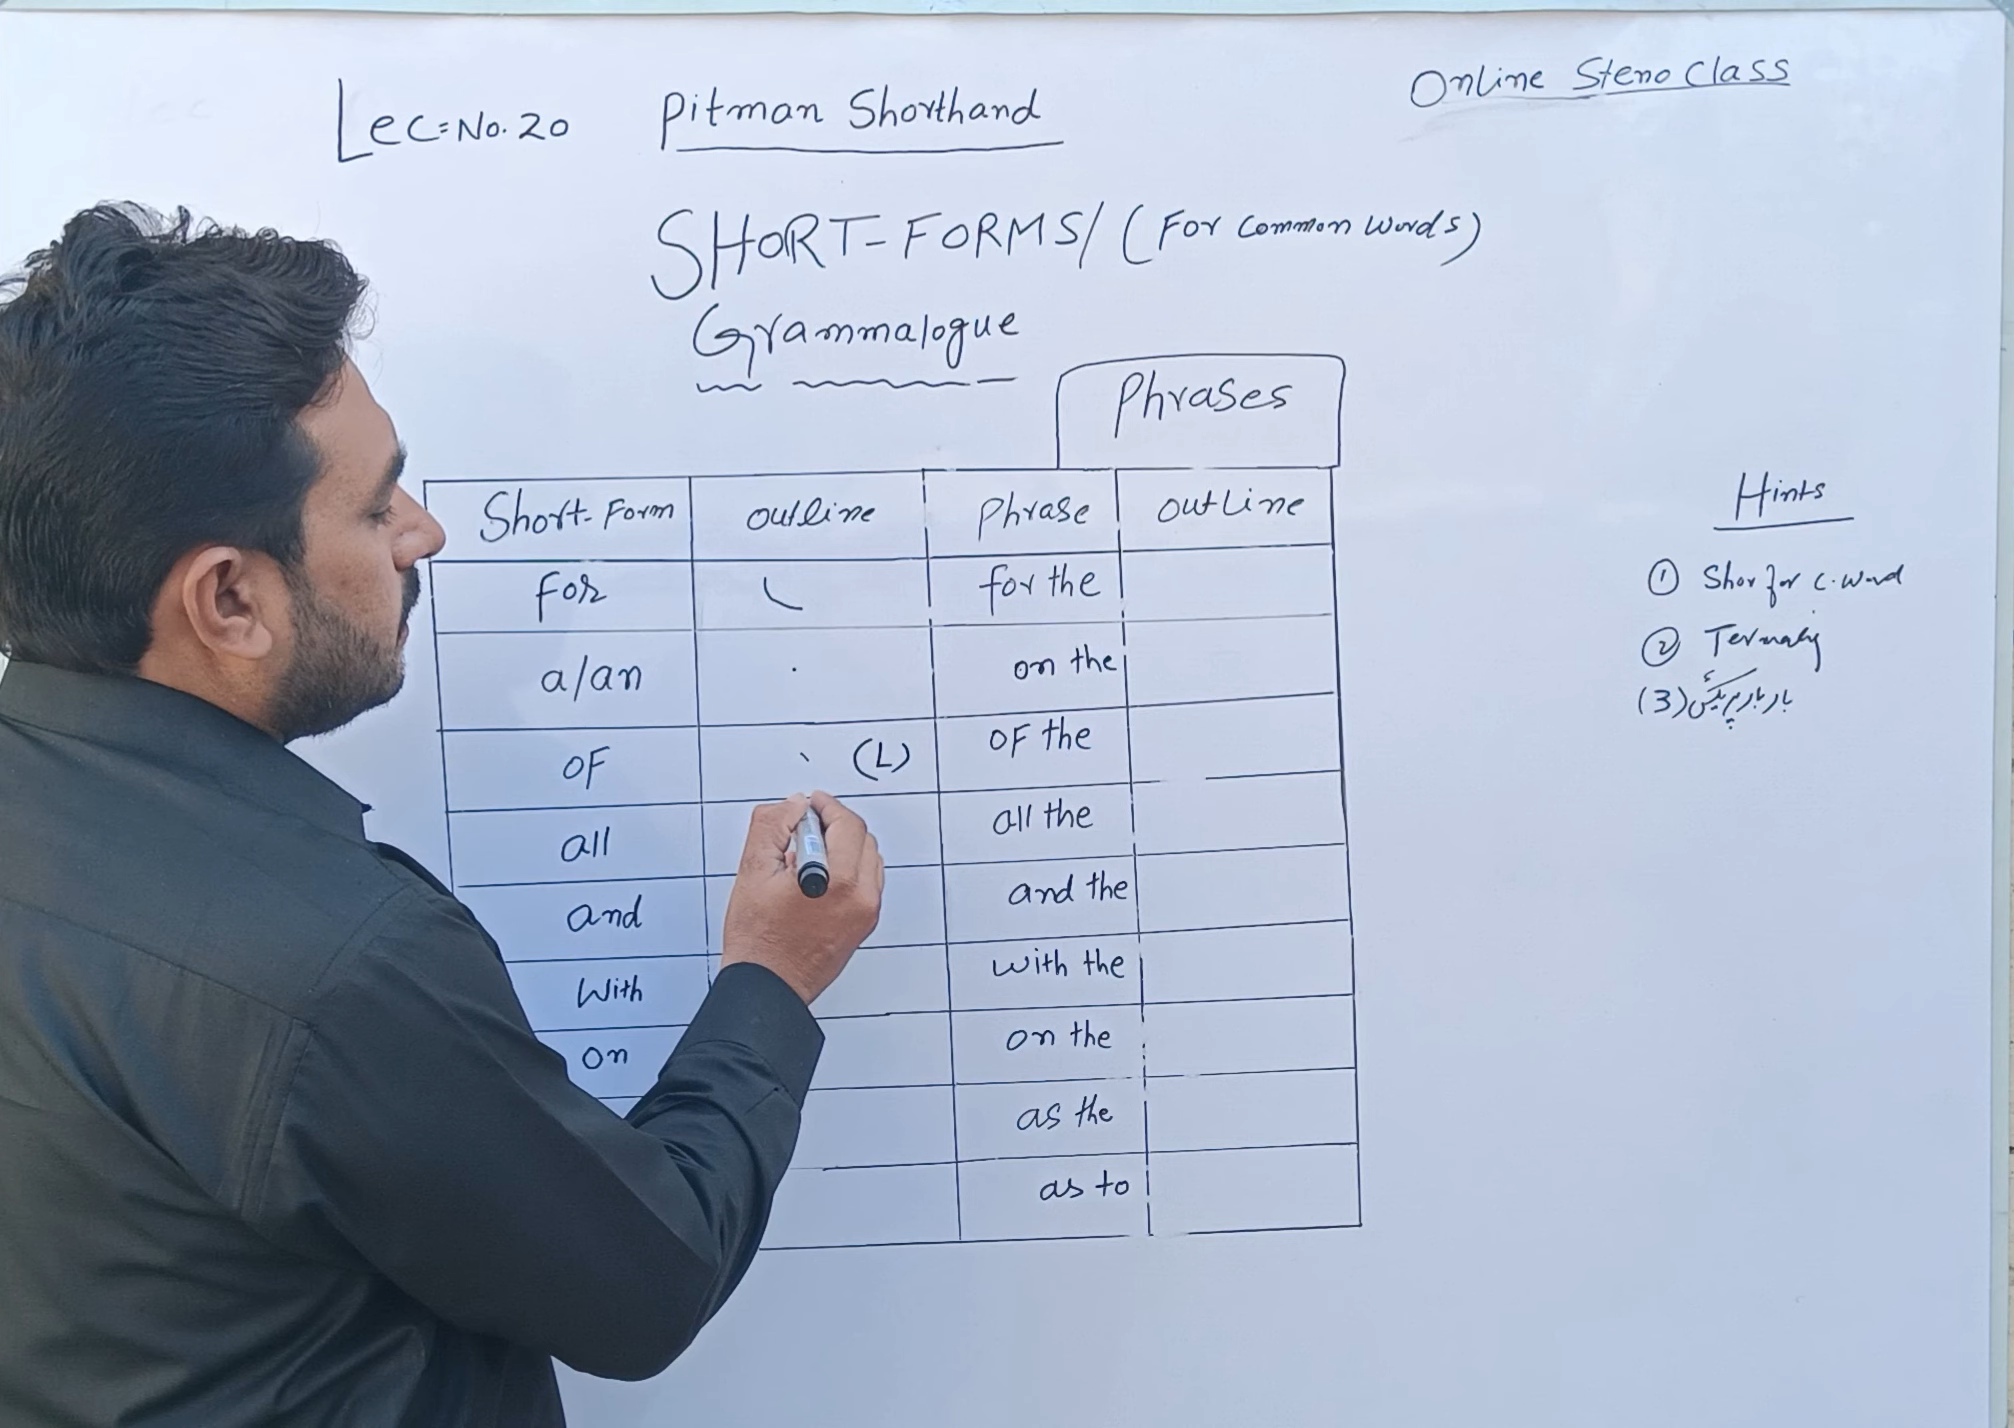 Lec=No. 20
Pitman Shorthand
Online Steno Class
SHORT-FORMS/ (For Common Words)
Grammalogue
Phrases
Short-Form outline Phrase outLine
For for the
a/an on the
OF (L) OF the
all all the
and and the
With with the
on on the
as the
as to
Hints
① Shor for c.word
②
(3) بار بار